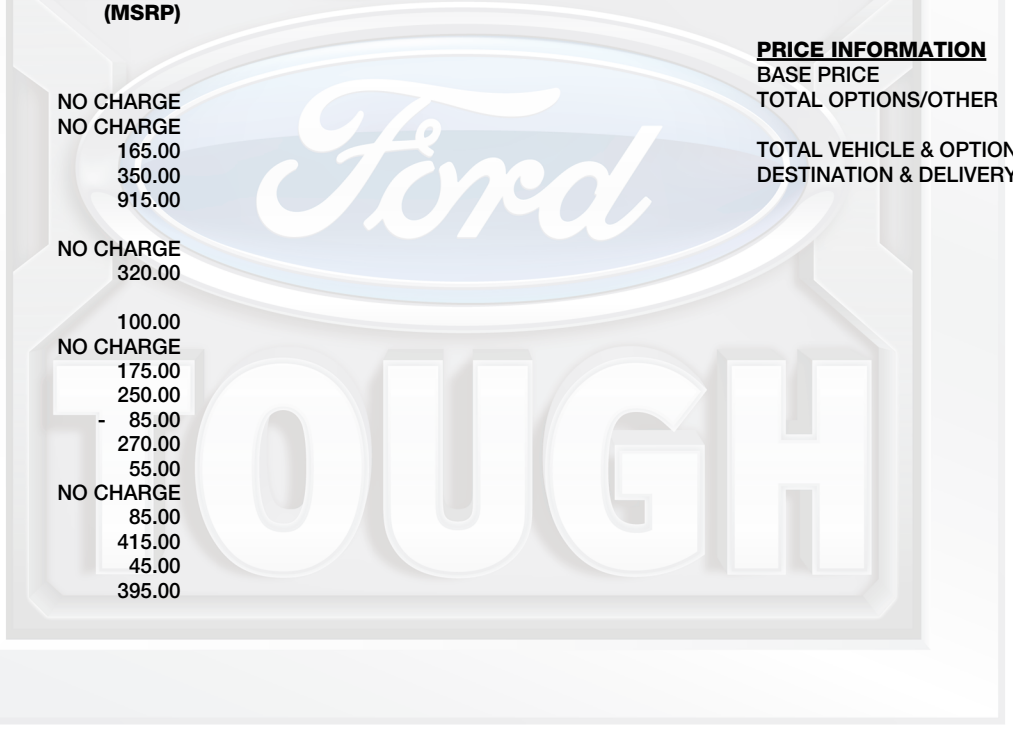 (MSRP)
NO CHARGE
NO CHARGE
165.00
350.00
915.00
NO CHARGE
320.00
100.00
NO CHARGE
175.00
250.00
- 85.00
270.00
55.00
NO CHARGE
85.00
415.00
45.00
395.00
PRICE INFORMATION
BASE PRICE
TOTAL OPTIONS/OTHER
TOTAL VEHICLE & OPTION
DESTINATION & DELIVERY
Ford
TOUGH